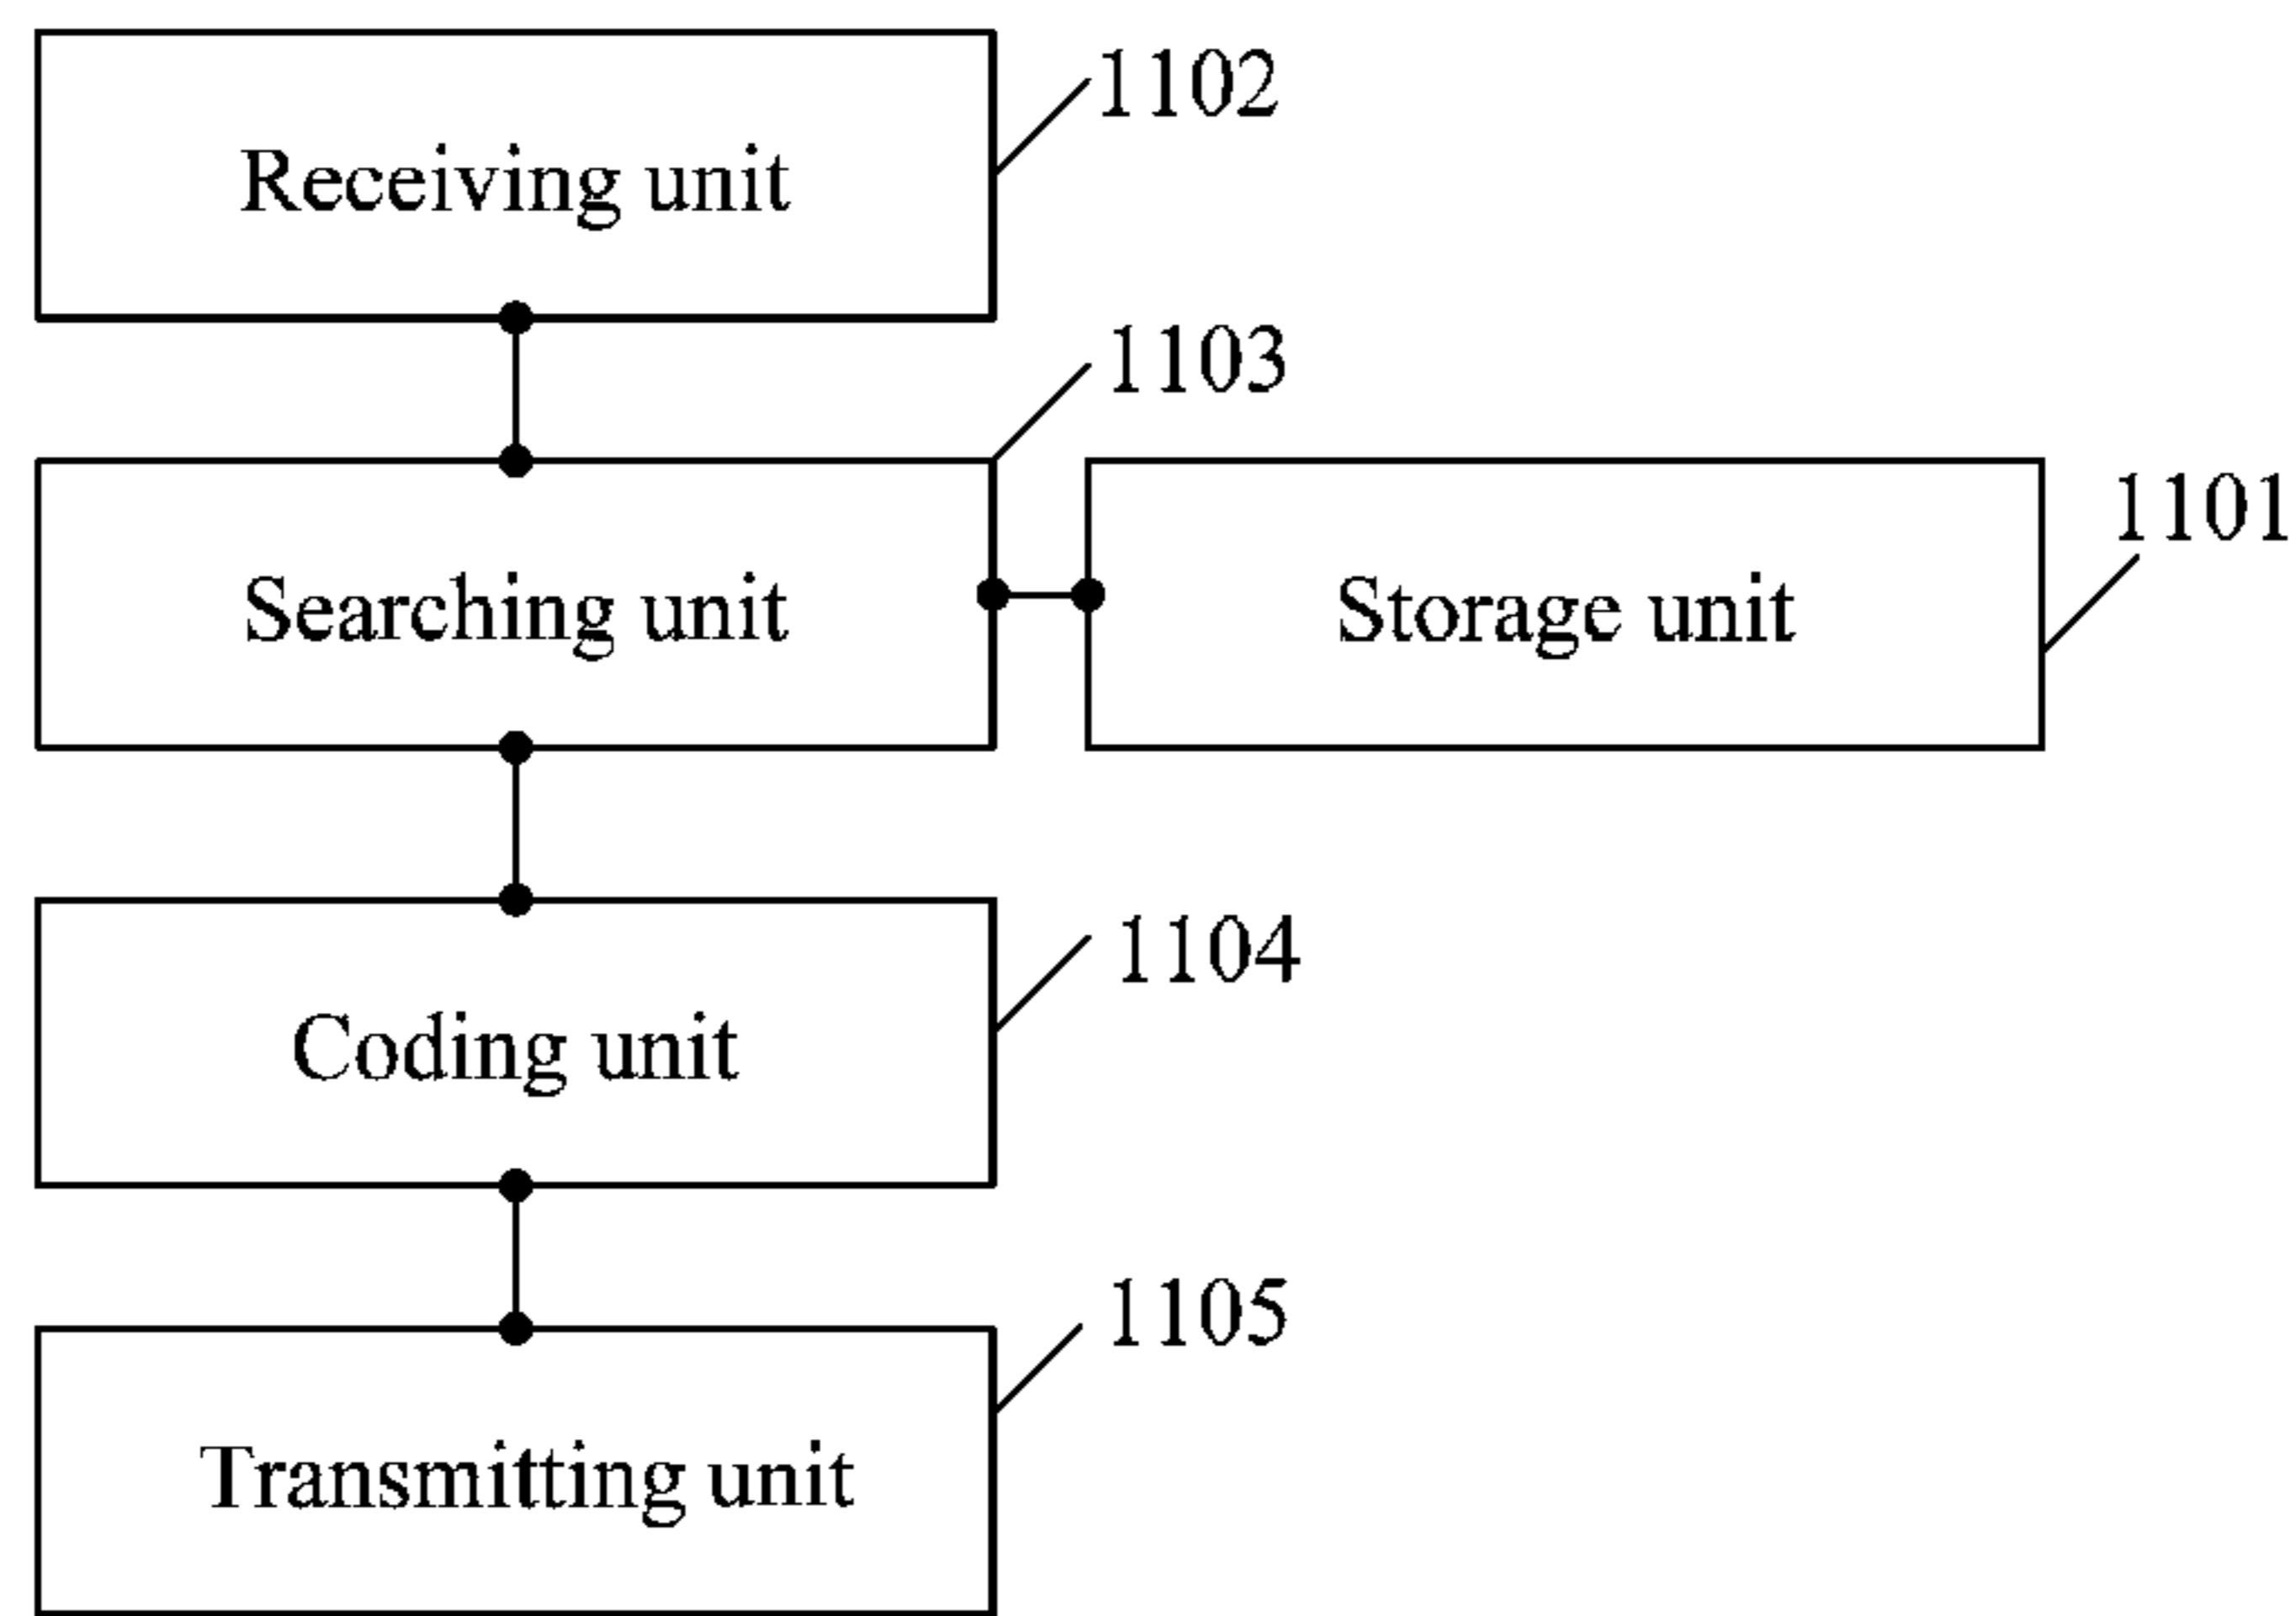 1102
Receiving unit
1103
Searching unit
1101
Storage unit
1104
Coding unit
1105
Transmitting unit